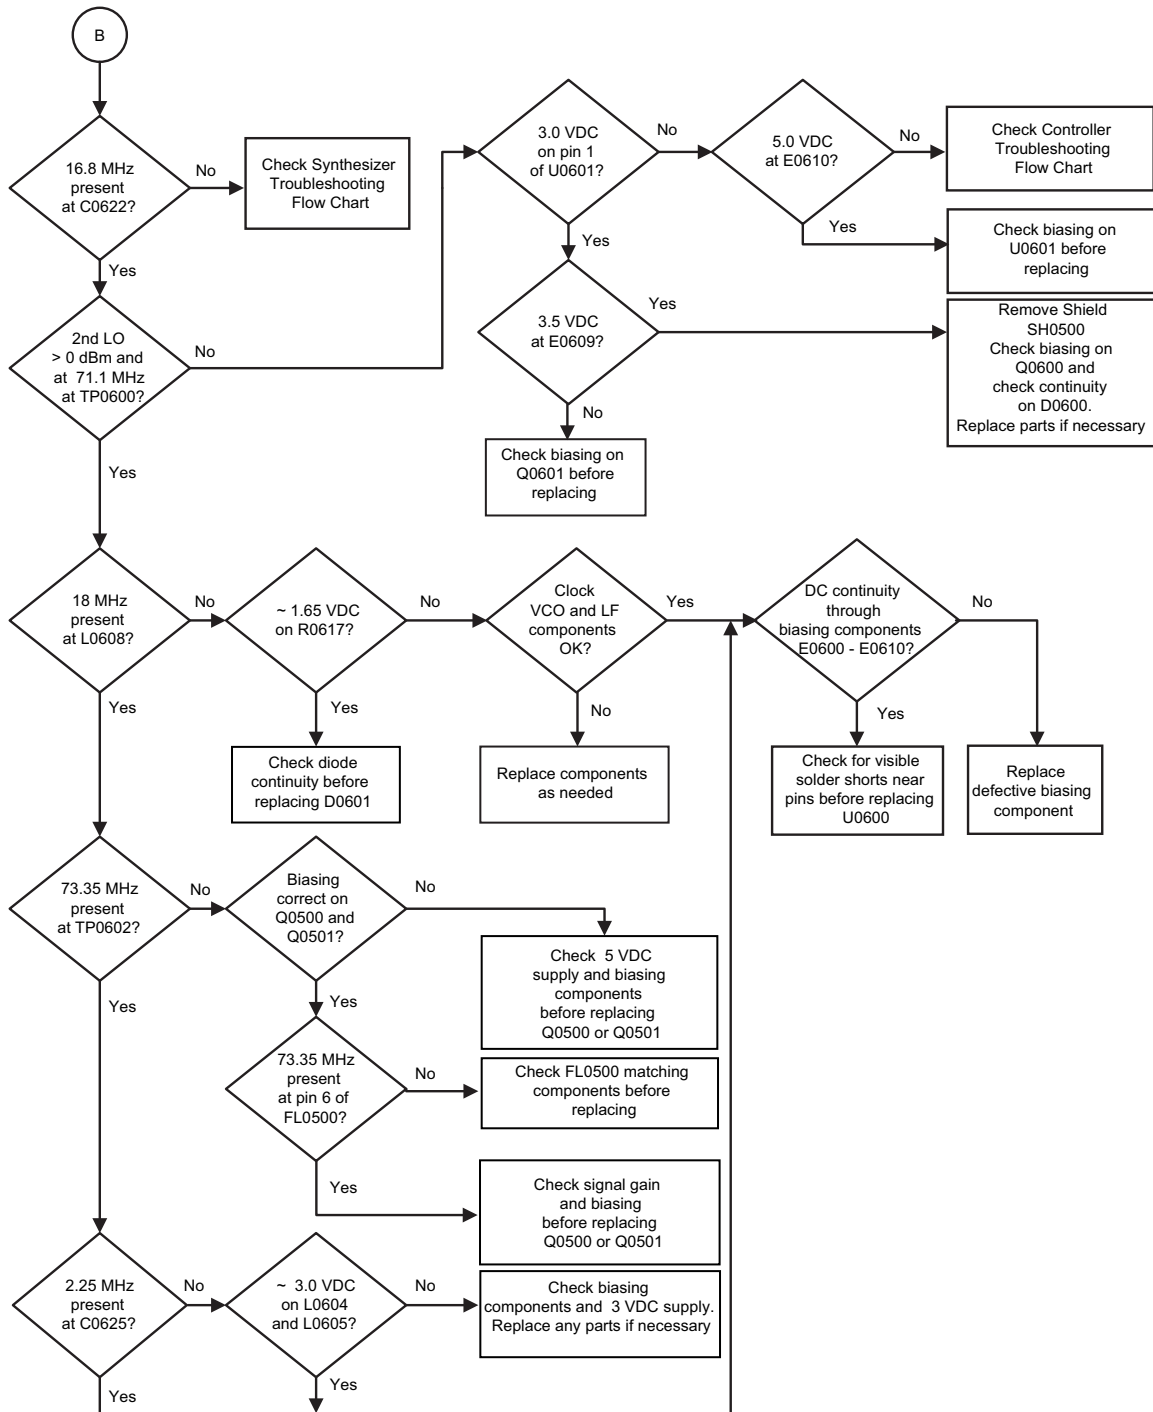 B
16.8 MHz
present
at C0622?
No
Check Synthesizer
Troubleshooting
Flow Chart
Yes
2nd LO
> 0 dBm and
at 71.1 MHz
at TP0600?
No
Yes
3.0 VDC
on pin 1
of U0601?
No
5.0 VDC
at E0610?
No
Check Controller
Troubleshooting
Flow Chart
Yes
Check biasing on
U0601 before
replacing
Yes
3.5 VDC
at E0609?
Yes
Remove Shield
SH0500
Check biasing on
Q0600 and
check continuity
on D0600.
Replace parts if necessary
No
Check biasing on
Q0601 before
replacing
18 MHz
present
at L0608?
No
~ 1.65 VDC
on R0617?
No
Clock
VCO and LF
components
OK?
Yes
DC continuity
through
biasing components
E0600 - E0610?
No
Yes
Yes
No
Yes
Check diode
continuity before
replacing D0601
Replace components
as needed
Check for visible
solder shorts near
pins before replacing
U0600
Replace
defective biasing
component
73.35 MHz
present
at TP0602?
No
Biasing
correct on
Q0500 and
Q0501?
No
Check 5 VDC
supply and biasing
components
before replacing
Q0500 or Q0501
Yes
Yes
73.35 MHz
present
at pin 6 of
FL0500?
No
Check FL0500 matching
components before
replacing
Yes
Check signal gain
and biasing
before replacing
Q0500 or Q0501
2.25 MHz
present
at C0625?
No
~ 3.0 VDC
on L0604
and L0605?
No
Check biasing
components and 3 VDC supply.
Replace any parts if necessary
Yes
Yes